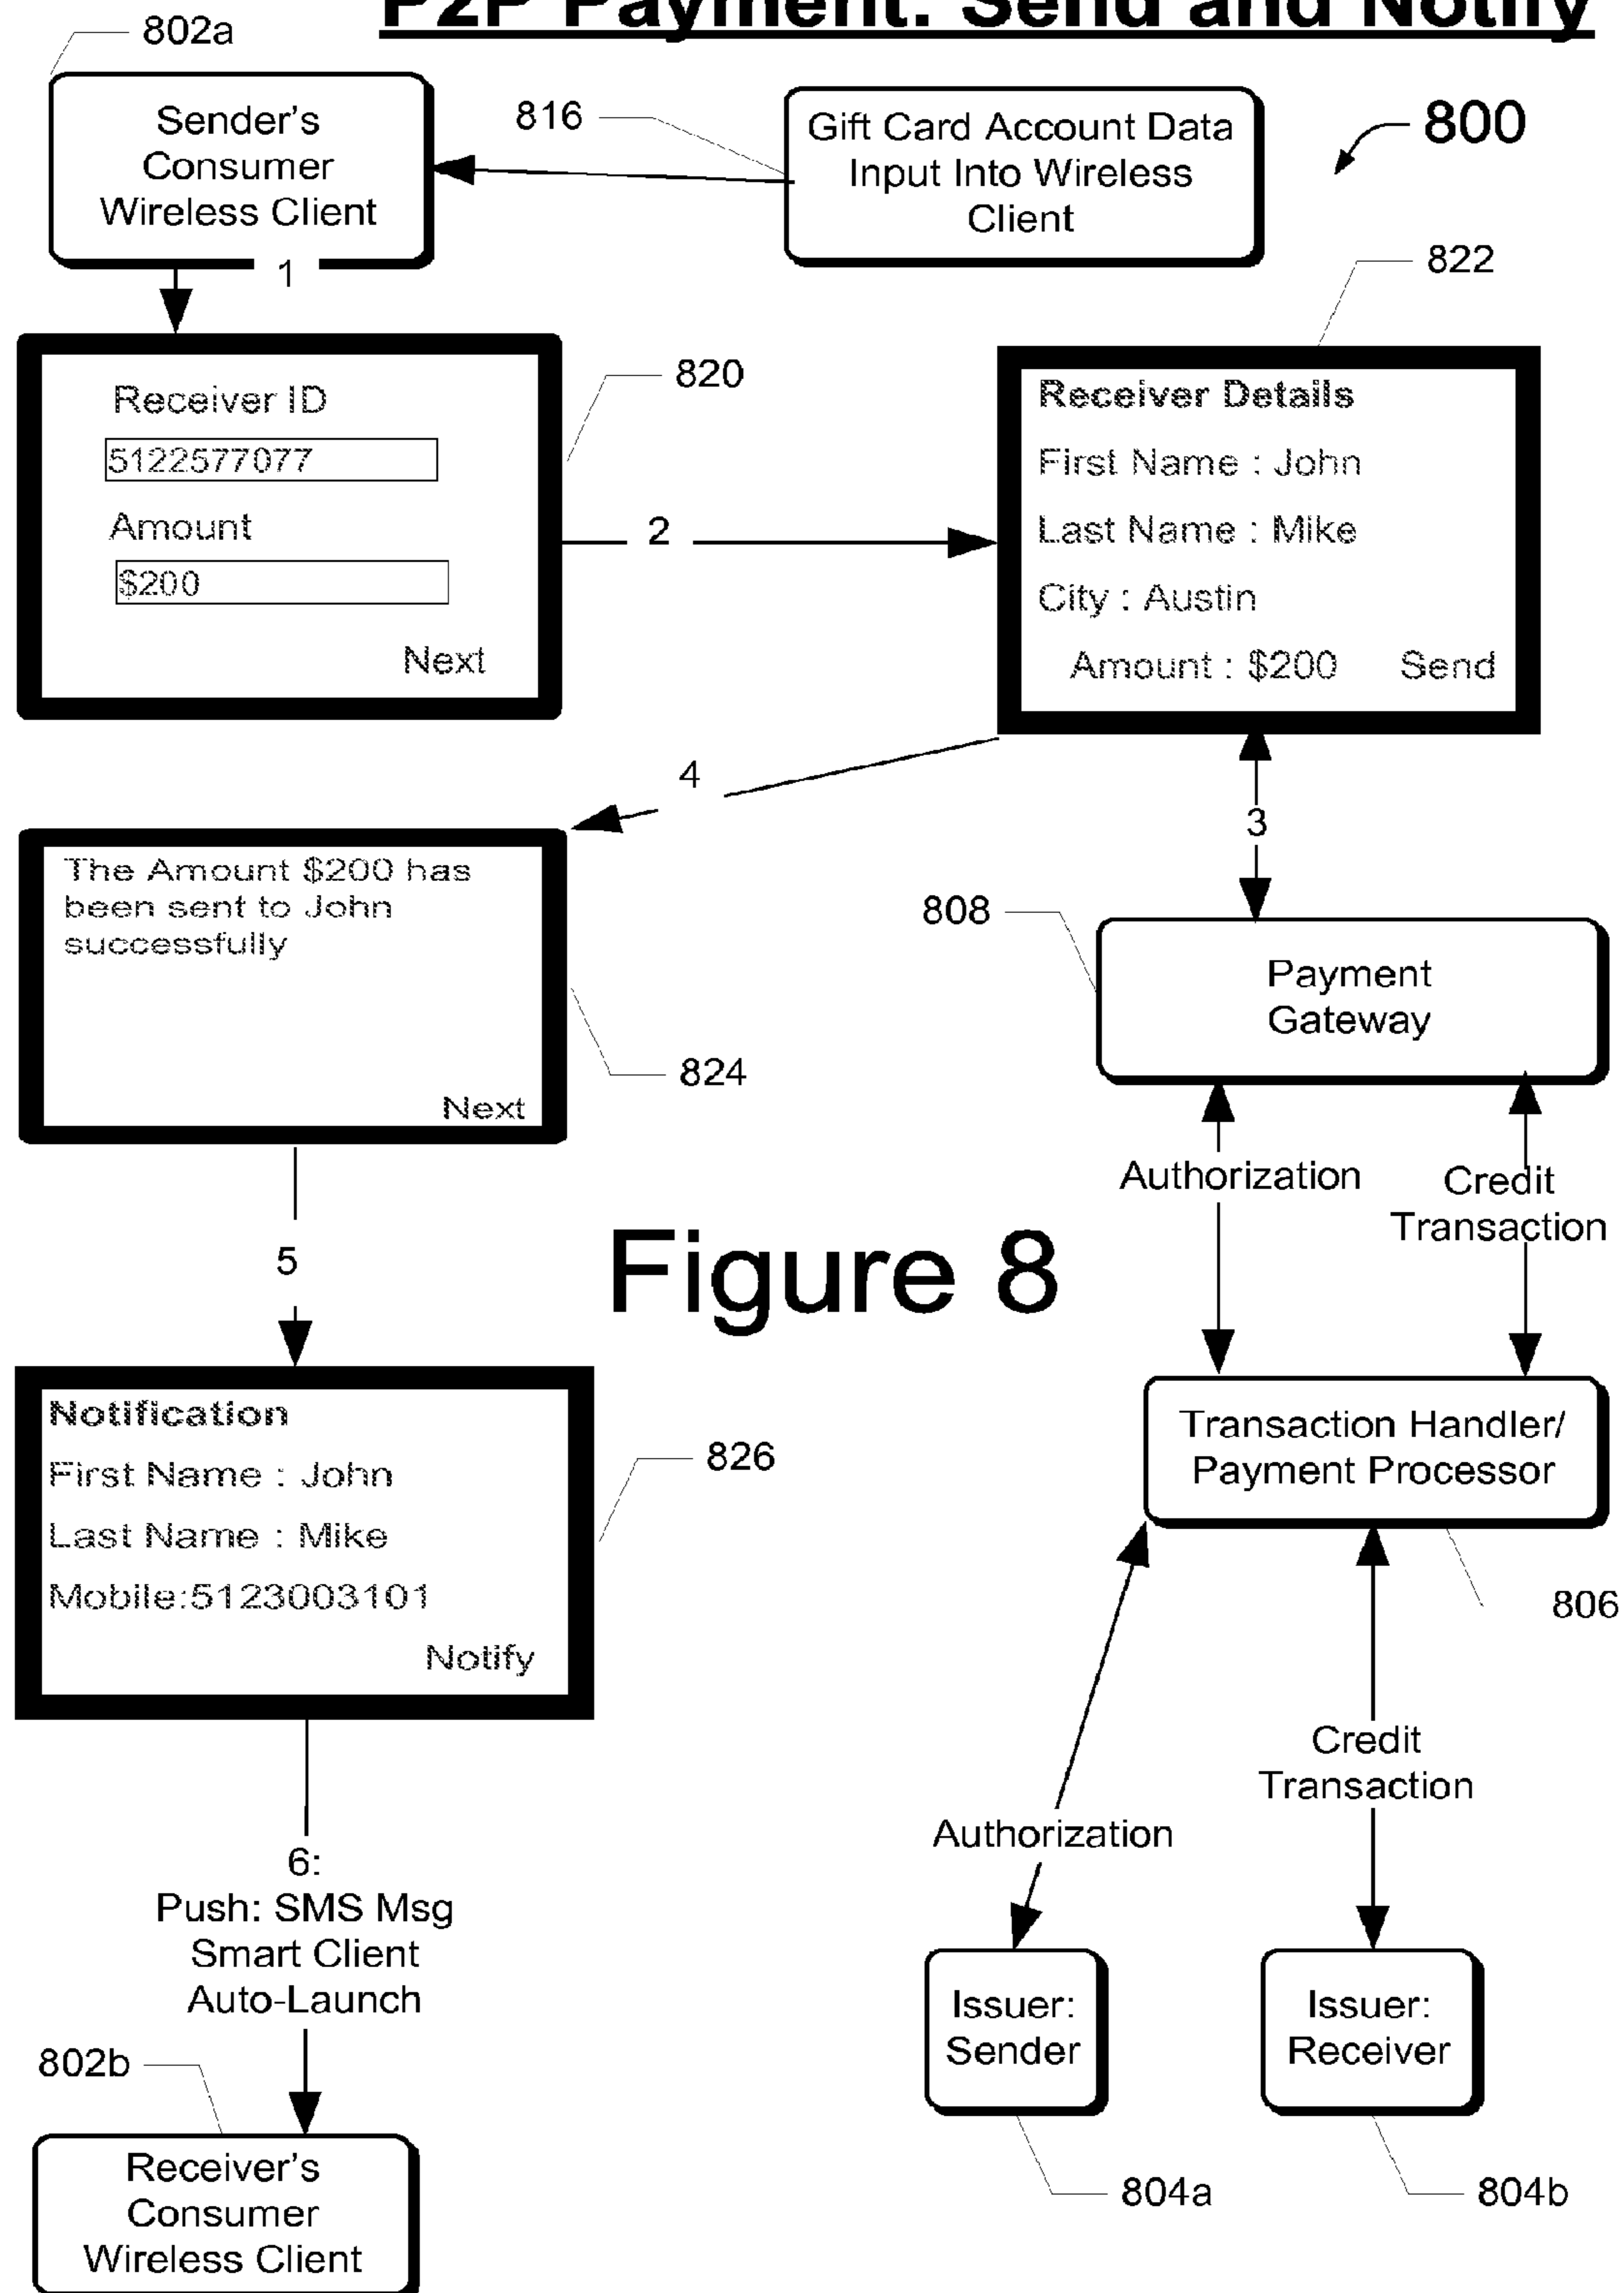 P2P Payment: Send and Notify
802a
Sender's
Consumer
Wireless Client
816
Gift Card Account Data
Input Into Wireless
Client
800
1
822
820
Receiver ID
5122577077
Amount
$200
Next
2
Receiver Details
First Name : John
Last Name : Mike
City : Austin
Amount : $200 Send
4
3
The Amount $200 has
been sent to John
successfully
Next
824
808
Payment
Gateway
Authorization
Credit
Transaction
5
Figure 8
Notification
First Name : John
Last Name : Mike
Mobile:5123003101
Notify
826
Transaction Handler/
Payment Processor
806
Authorization
Credit
Transaction
6:
Push: SMS Msg
Smart Client
Auto-Launch
802b
Receiver's
Consumer
Wireless Client
Issuer:
Sender
Issuer:
Receiver
804a
804b